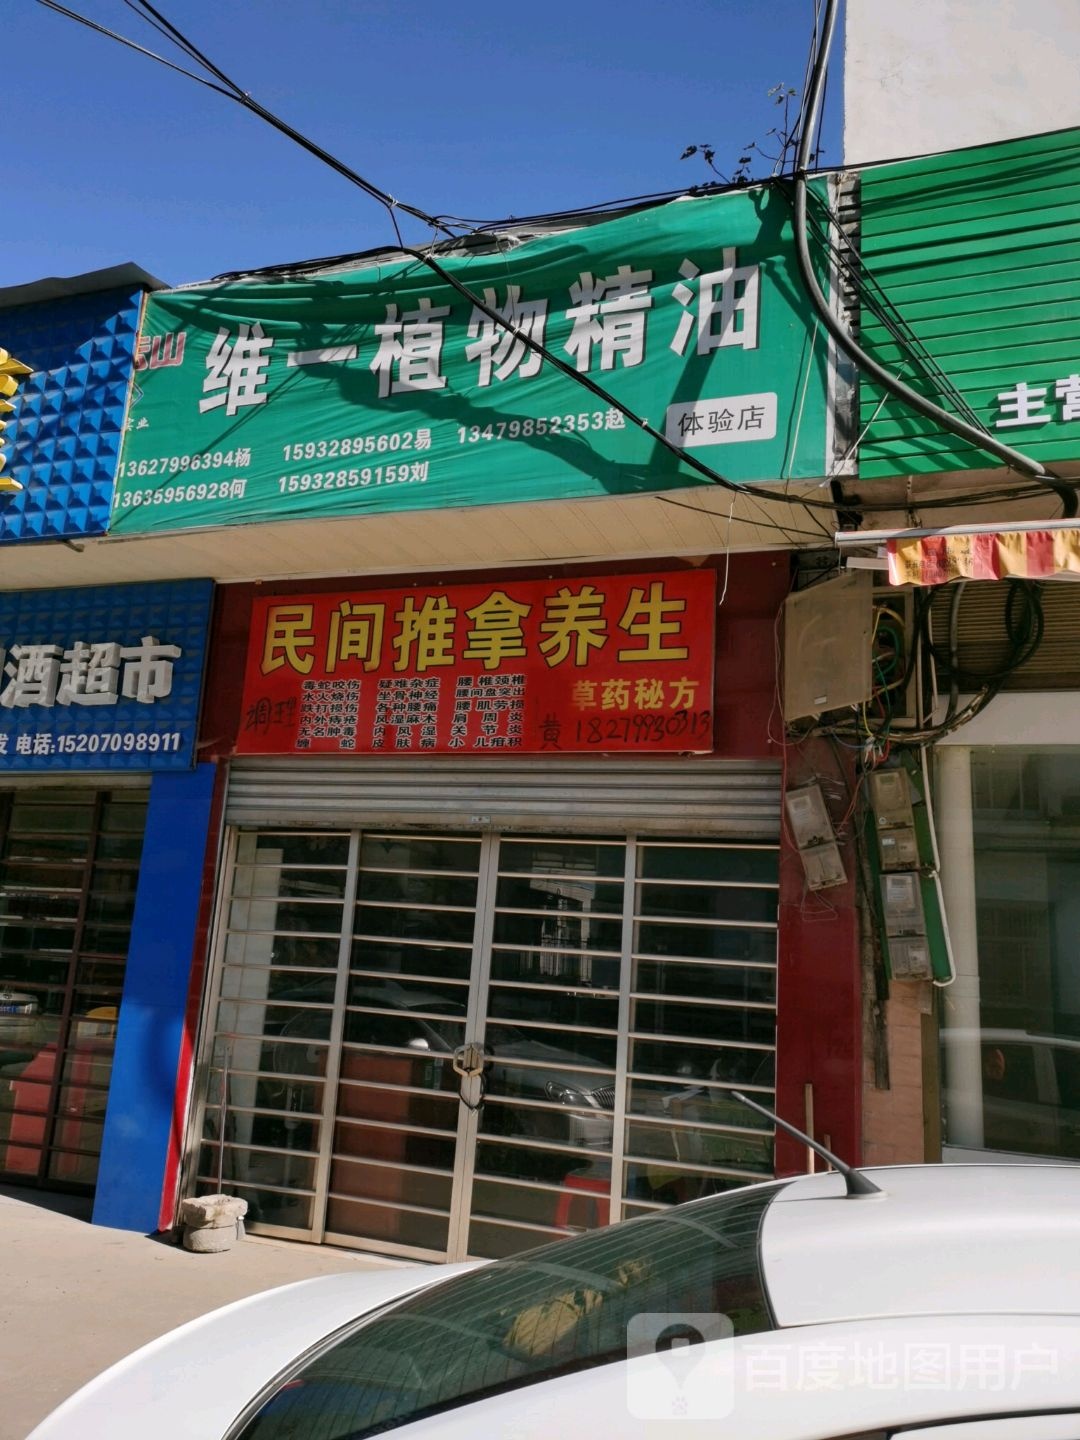 维一植物精油
体验店
实业
13627996394杨 15932895602易 13479852353赵
13635956928何 15932859159刘
主营
酒超市
电话:15207098911
民间推拿养生
毒蛇咬伤 疑难杂症 腰椎颈椎
水火烧伤 坐骨神经 腰间盘突出
跌打损伤 各种腰痛 腰肌劳损
内外痔疮 风湿麻木 肩周炎
无名肿毒 内风湿 关节炎
缠蛇 皮肤病 小儿疳积
草药秘方
调理
黄 18279930313
百度地图用户